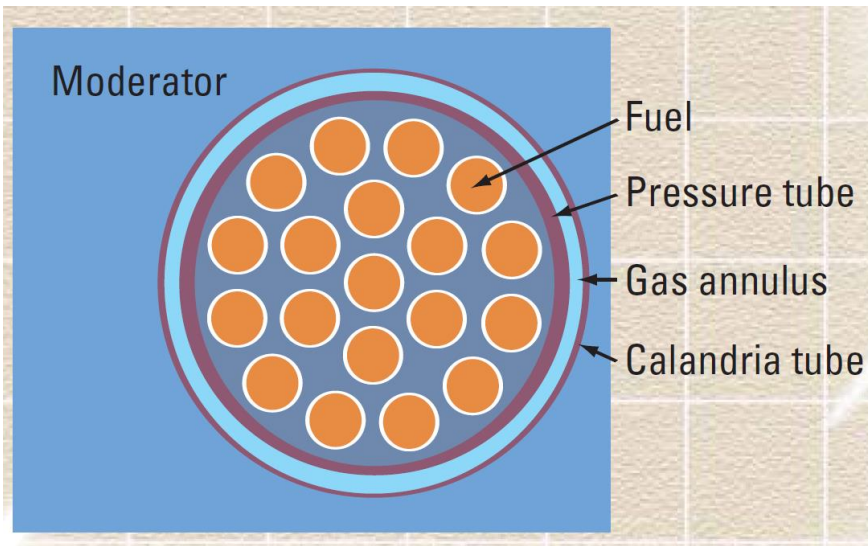 Moderator
Fuel
Pressure tube
Gas annulus
Calandria tube